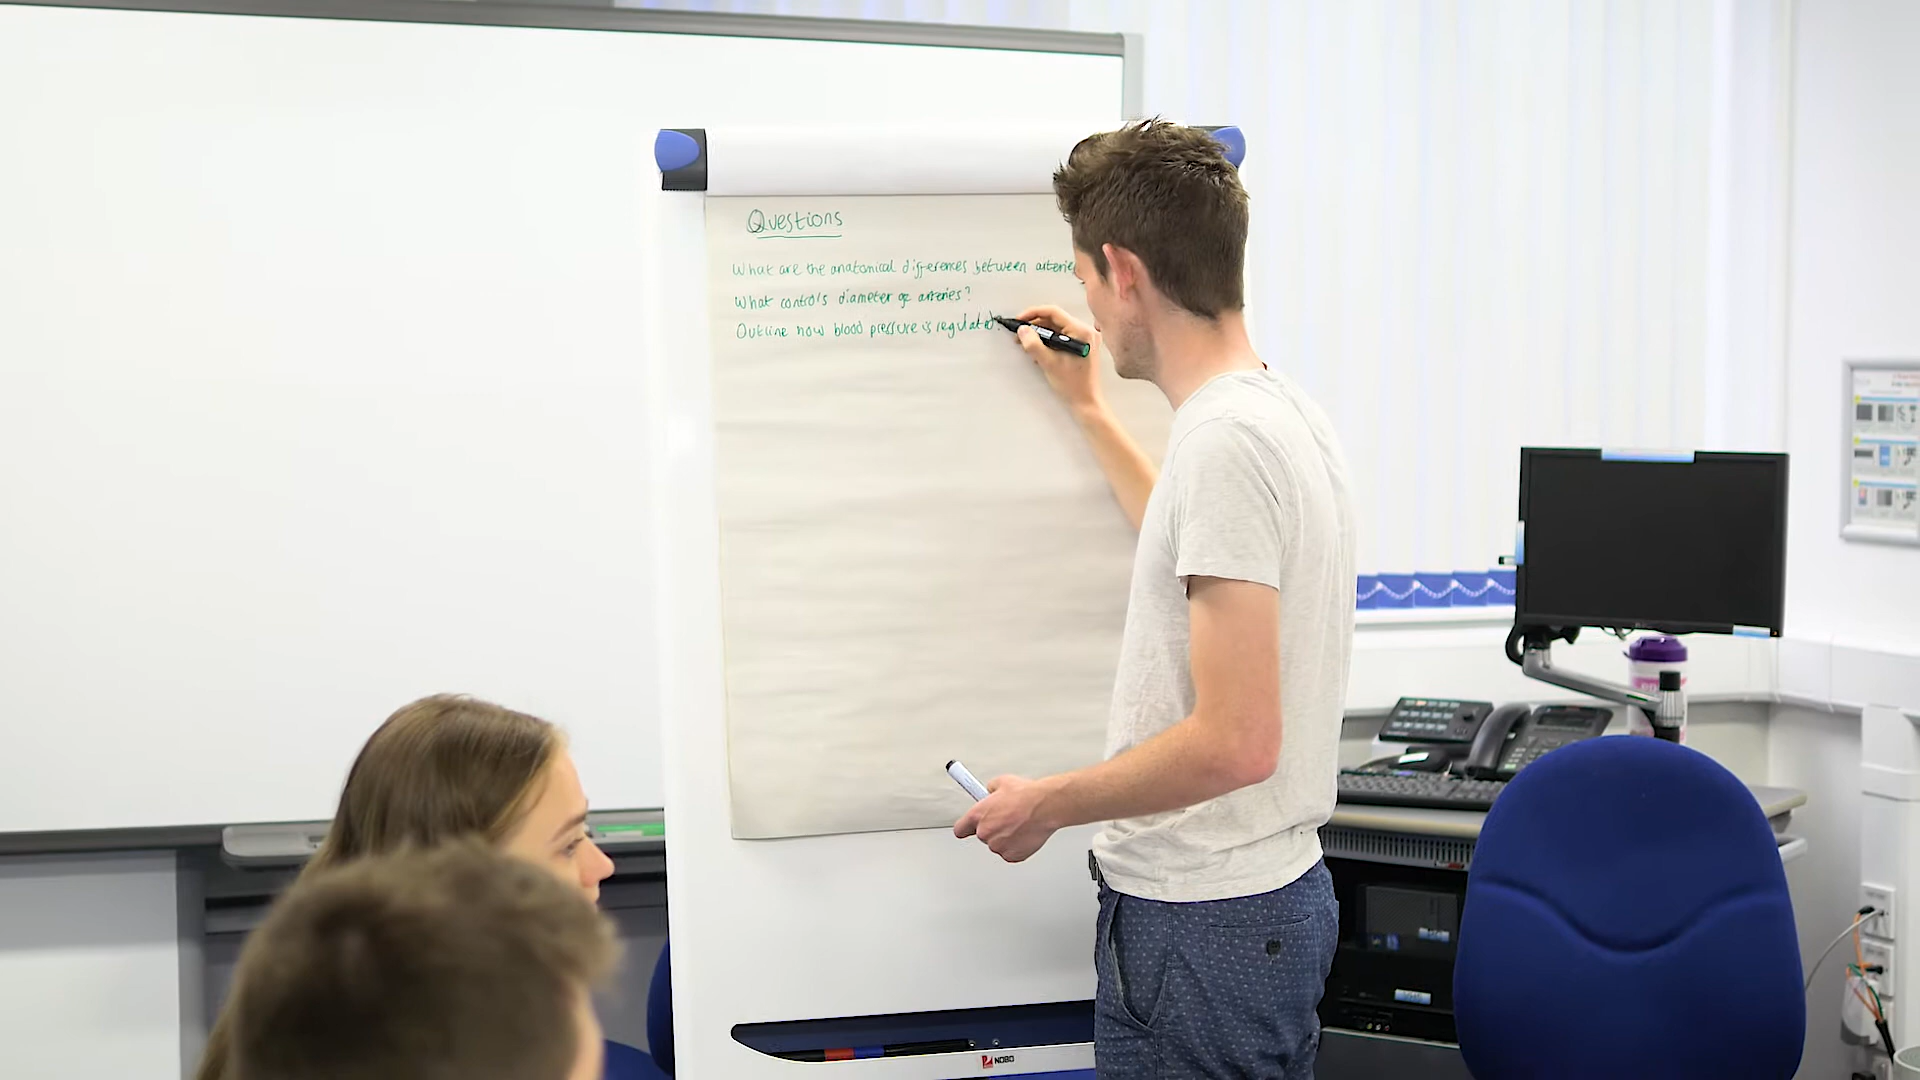 Questions
What are the anatomical differences between arterie
What controls diameter of arteries?
Outline how blood pressure is regulated?
NOBO